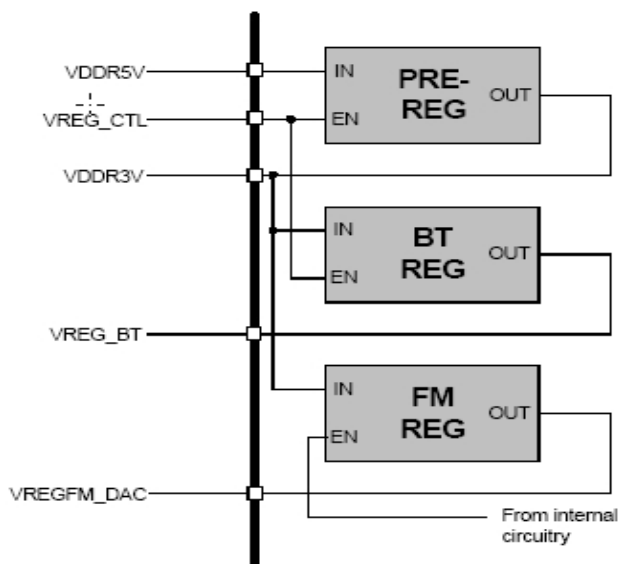 VDDR5V
IN
PRE-
REG
OUT
VREG_CTL
EN
VDDR3V
IN
BT
REG
OUT
EN
VREG_BT
IN
FM
REG
OUT
EN
VREGFM_DAC
From internal
circuitry